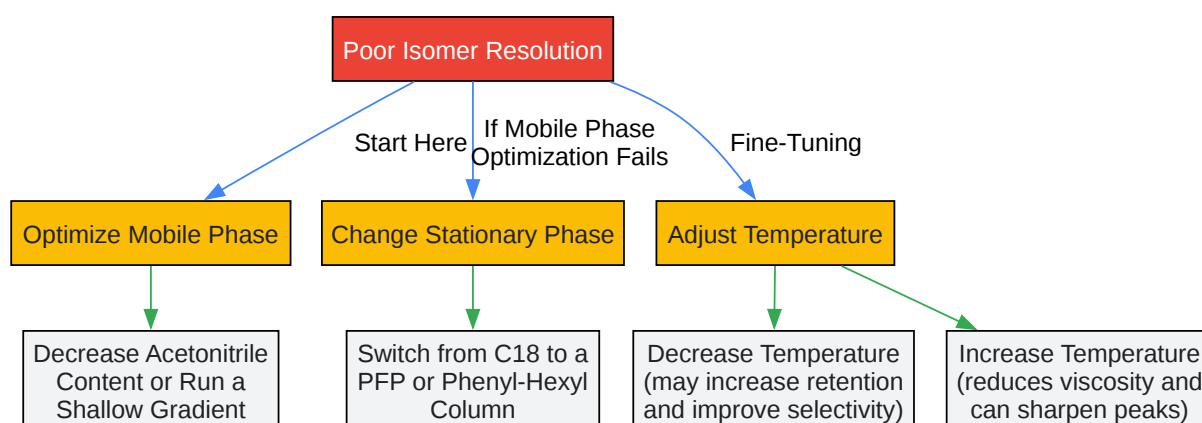 Poor Isomer Resolution
Start Here
If Mobile Phase
Optimization Fails
Fine-Tuning
Optimize Mobile Phase
Change Stationary Phase
Adjust Temperature
Decrease Acetonitrile
Content or Run a
Shallow Gradient
Switch from C18 to a
PFP or Phenyl-Hexyl
Column
Decrease Temperature
(may increase retention
and improve selectivity)
Increase Temperature
(reduces viscosity and
can sharpen peaks)